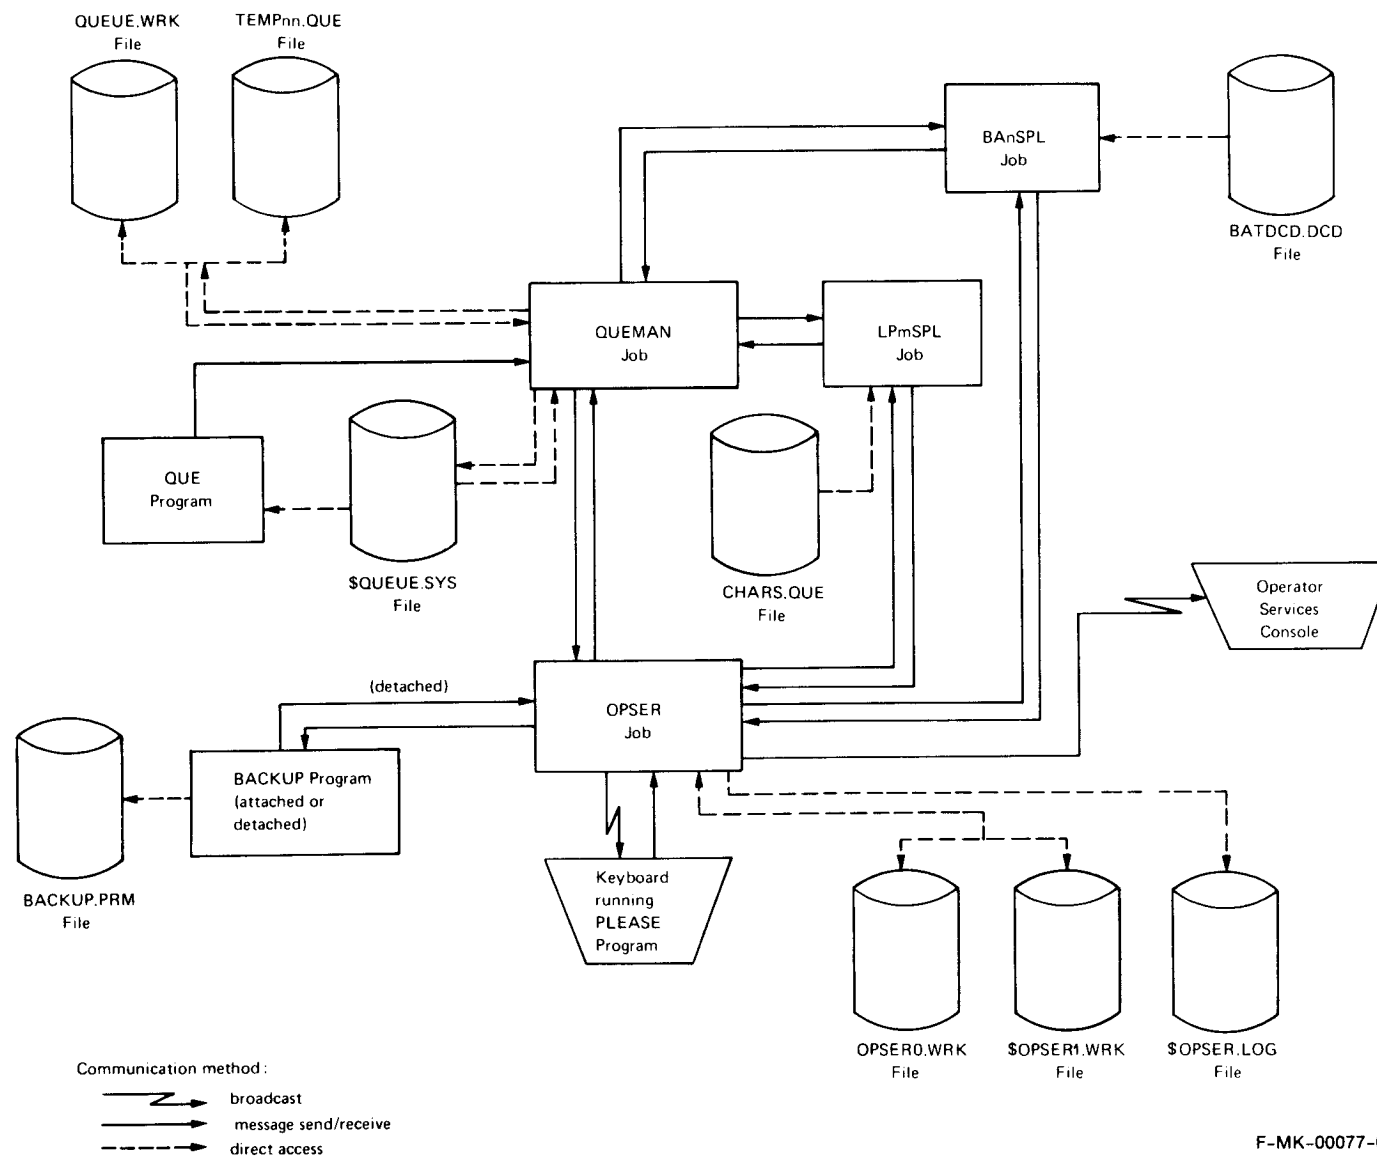 QUEUE.WRK
File
TEMPnn.QUE
File
BAnSPL
Job
BATDCD.DCD
File
QUEMAN
Job
LPmSPL
Job
QUE
Program
$QUEUE.SYS
File
CHARS.QUE
File
Operator
Services
Console
(detached)
OPSER
Job
BACKUP Program
(attached or
detached)
BACKUP.PRM
File
Keyboard
running
PLEASE
Program
OPSER0.WRK
File
$OPSER1.WRK
File
$OPSER.LOG
File
Communication method:
broadcast
message send/receive
direct access
F-MK-00077-